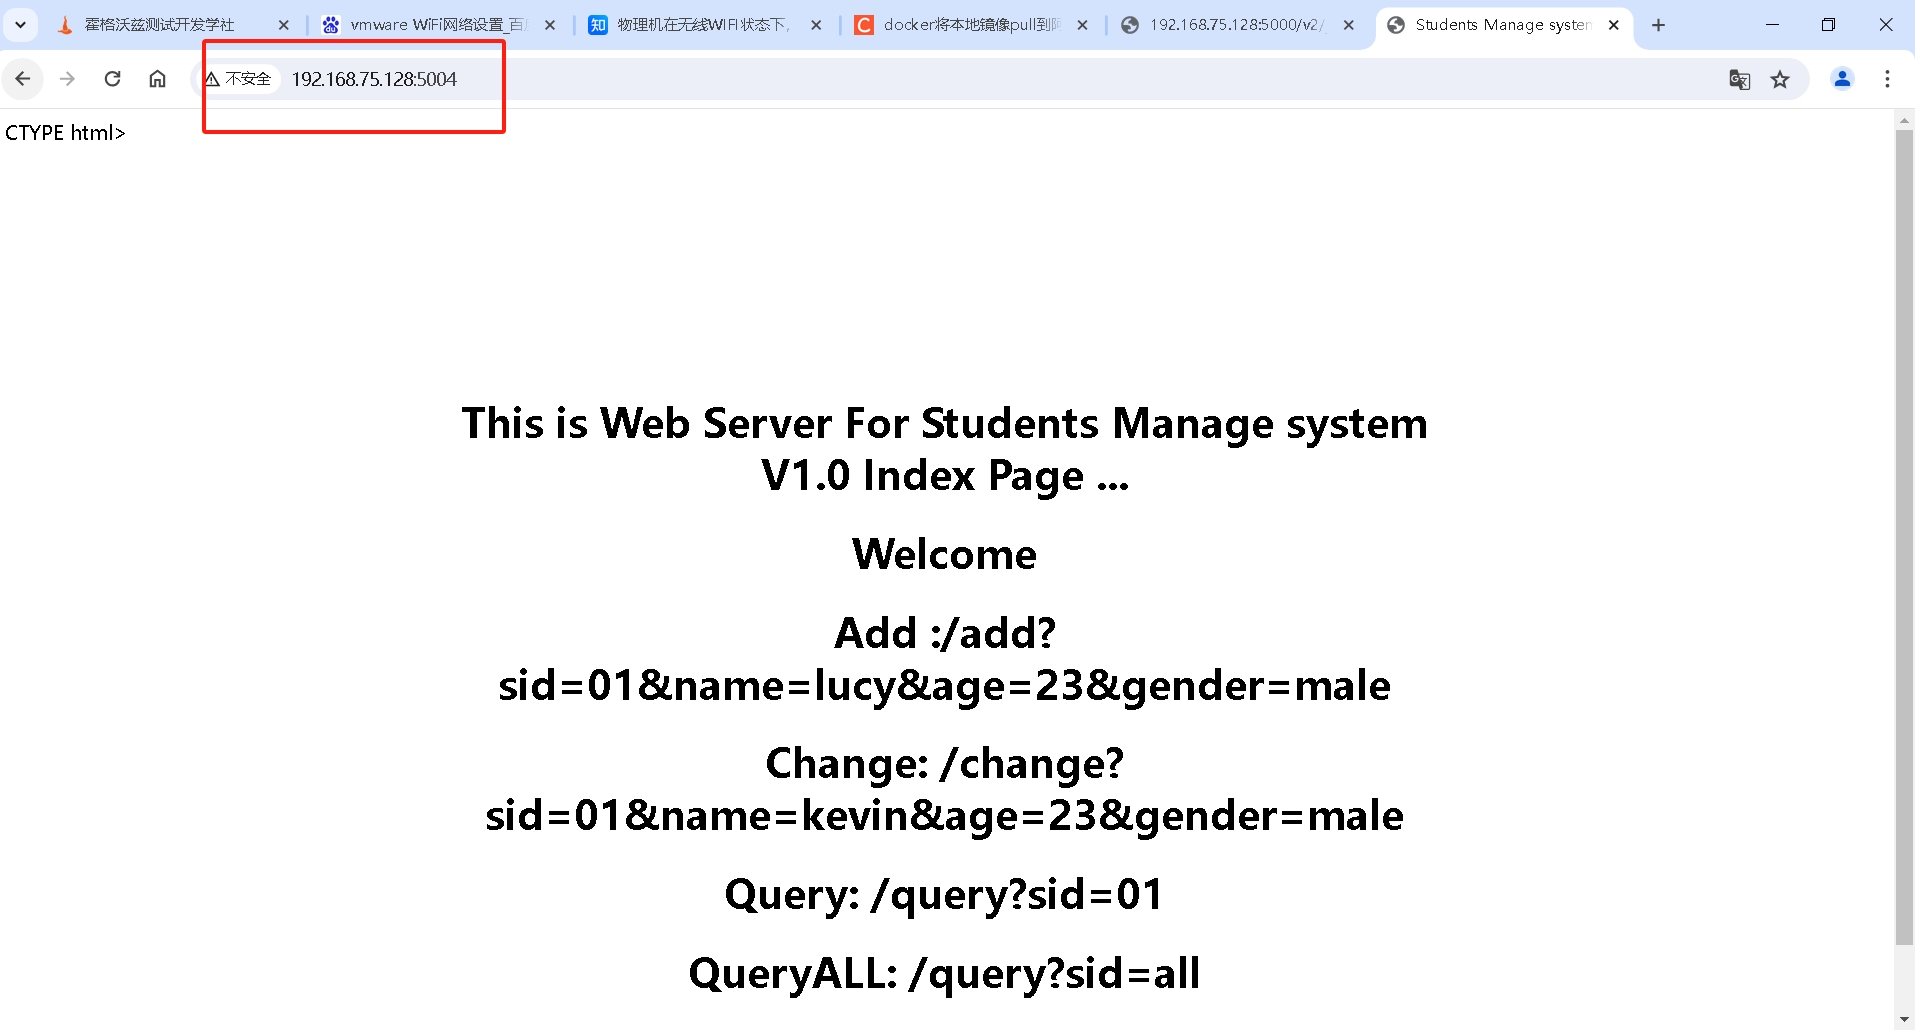 霍格沃兹测试开发学社
vmware WiFi网络设置_百
物理机在无线WIFI状态下,
docker将本地镜像pull到阿
192.168.75.128:5000/v2/
Students Manage system
不安全
192.168.75.128:5004
CTYPE html>
This is Web Server For Students Manage system
V1.0 Index Page ...
Welcome
Add :/add?
sid=01&name=lucy&age=23&gender=male
Change: /change?
sid=01&name=kevin&age=23&gender=male
Query: /query?sid=01
QueryALL: /query?sid=all